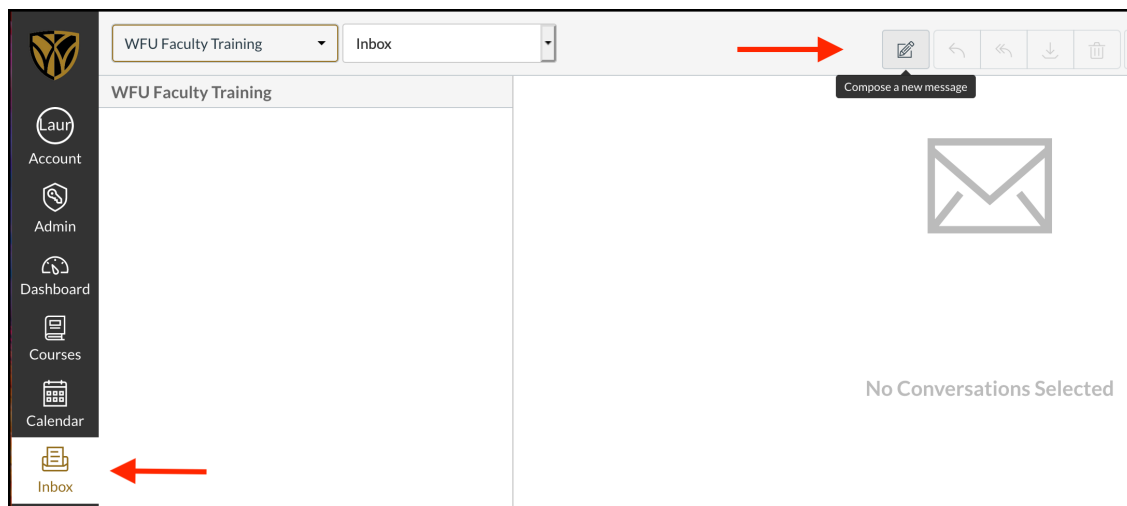 WFU Faculty Training
Inbox
Compose a new message
WFU Faculty Training
Laur
Account
Admin
Dashboard
Courses
Calendar
Inbox
No Conversations Selected